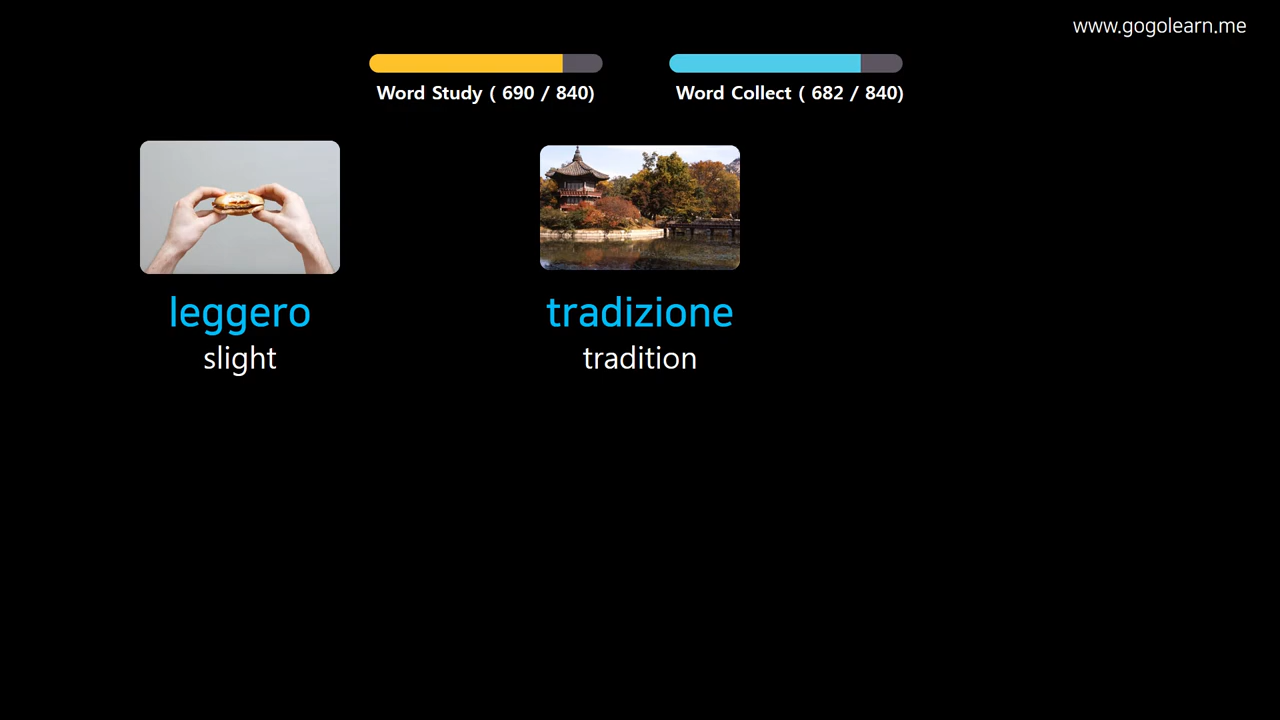 www.gogolearn.me
Word Study ( 690 / 840)
Word Collect ( 682 / 840)
leggero
slight
tradizione
tradition